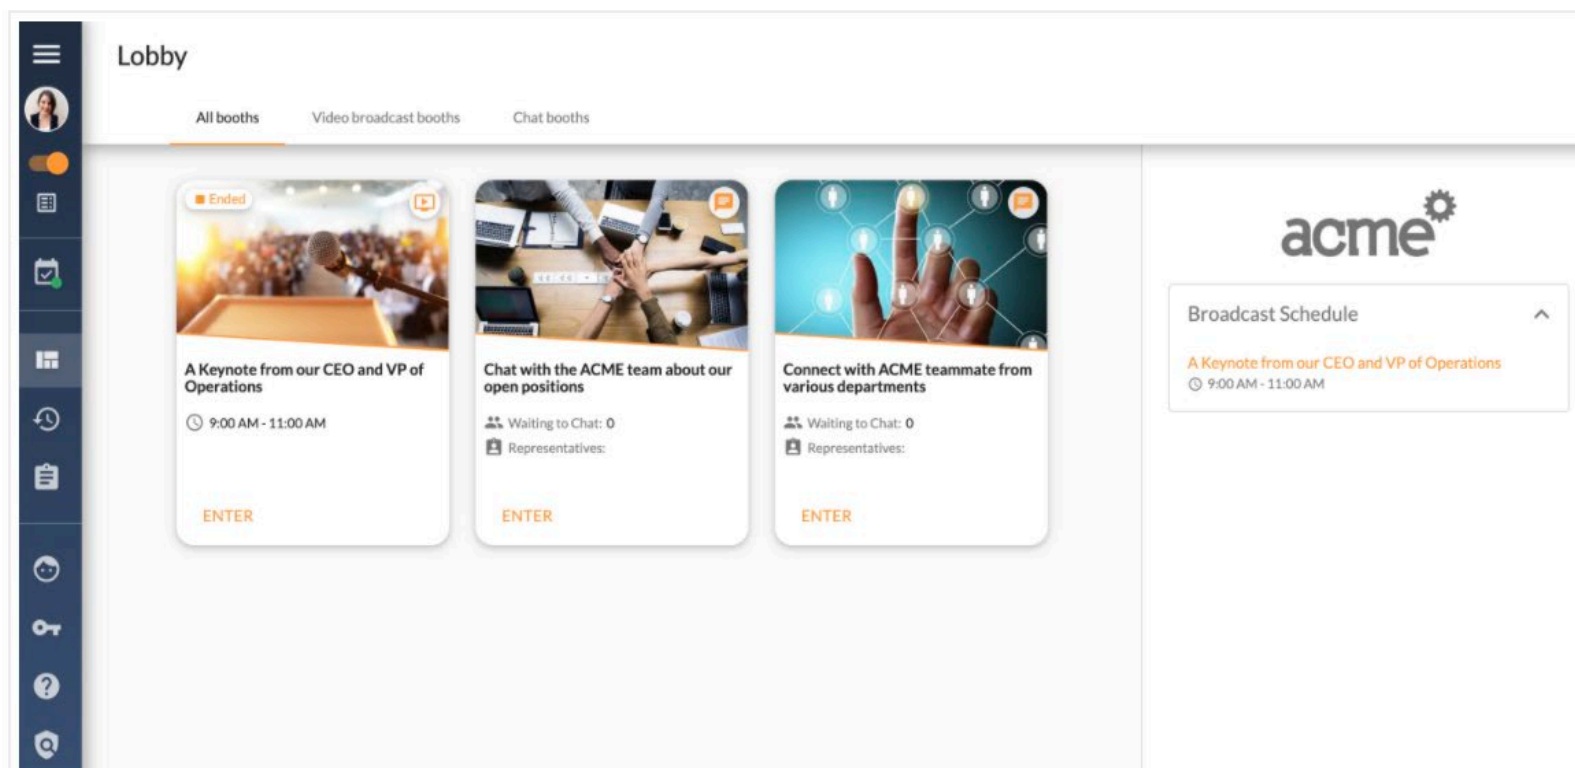 Lobby
All booths
Video broadcast booths
Chat booths
Ended
A Keynote from our CEO and VP of
Operations
9:00 AM - 11:00 AM
ENTER
Chat with the ACME team about our
open positions
Waiting to Chat: 0
Representatives:
ENTER
Connect with ACME teammate from
various departments
Waiting to Chat: 0
Representatives:
ENTER
acme
Broadcast Schedule
A Keynote from our CEO and VP of Operations
9:00 AM - 11:00 AM